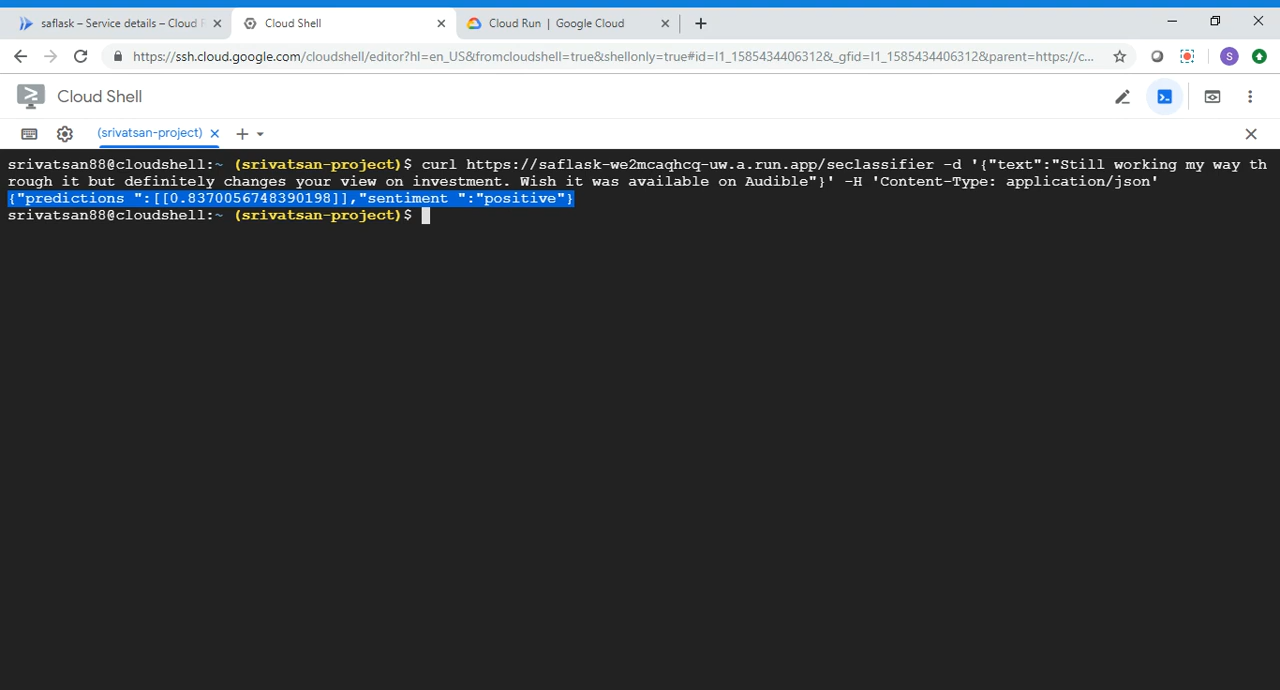 saflask – Service details – Cloud R
Cloud Shell
Cloud Run | Google Cloud
https://ssh.cloud.google.com/cloudshell/editor?hl=en_US&fromcloudshell=true&shellonly=true#id=I1_1585434406312&_gfid=I1_1585434406312&parent=https://c...
S
Cloud Shell
(srivatsan-project)
srivatsan88@cloudshell:~ (srivatsan-project)$ curl https://saflask-we2mcaqhcq-uw.a.run.app/seclassifier -d '{"text":"Still working my way th
rough it but definitely changes your view on investment. Wish it was available on Audible"}' -H 'Content-Type: application/json'
{"predictions ":[[0.8370056748390198]],"sentiment ":"positive"}
srivatsan88@cloudshell:~ (srivatsan-project)$